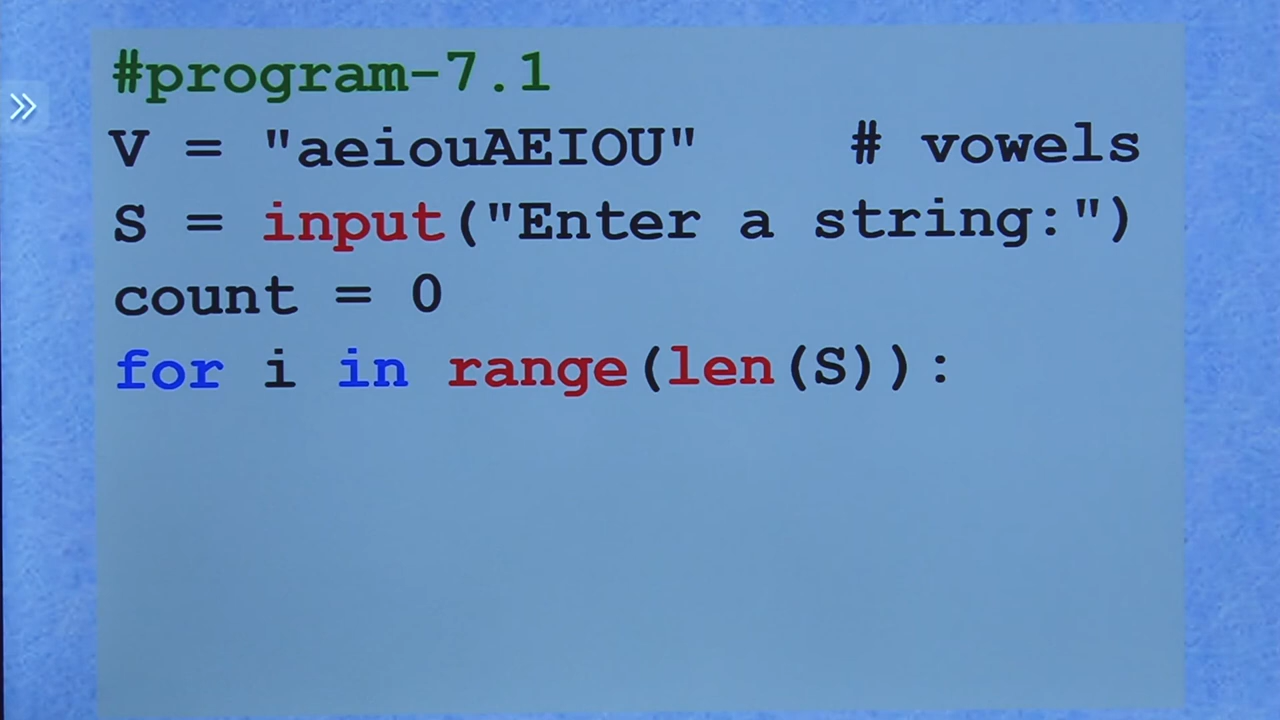 #program-7.1
V = "aeiouAEIOU"    # vowels
S = input("Enter a string:")
count = 0
for i in range(len(S)):